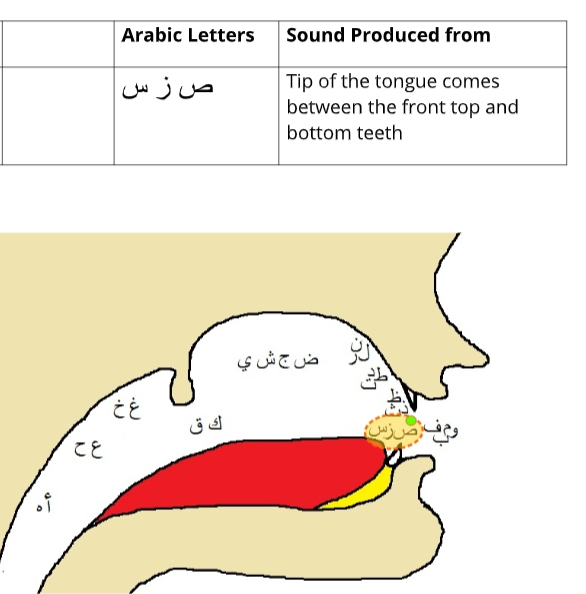 Arabic Letters
Sound Produced from
ص ز س
Tip of the tongue comes
between the front top and
bottom teeth
ض ج ش ي
غ خ
ك ق
ع ح
ص ز س
أ ه